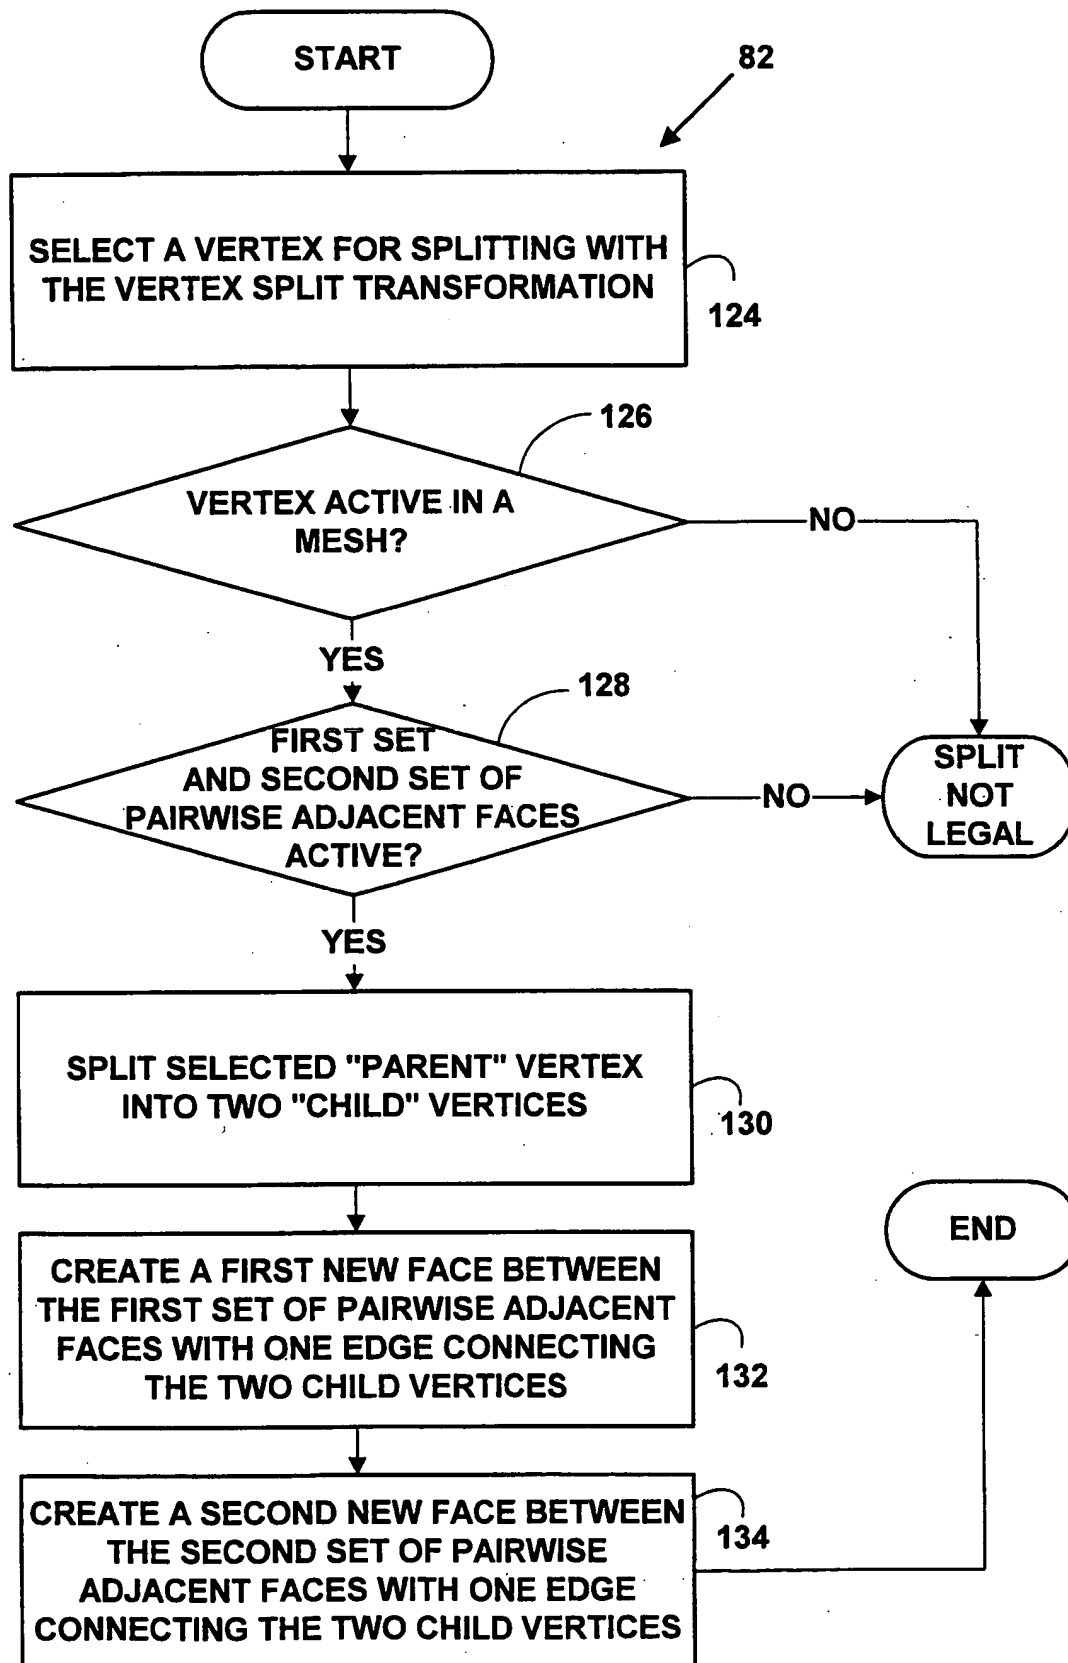 START
82
SELECT A VERTEX FOR SPLITTING WITH
THE VERTEX SPLIT TRANSFORMATION
124
126
VERTEX ACTIVE IN A
MESH?
NO
YES
128
FIRST SET
AND SECOND SET OF
PAIRWISE ADJACENT FACES
ACTIVE?
NO
SPLIT
NOT
LEGAL
YES
SPLIT SELECTED "PARENT" VERTEX
INTO TWO "CHILD" VERTICES
130
END
CREATE A FIRST NEW FACE BETWEEN
THE FIRST SET OF PAIRWISE ADJACENT
FACES WITH ONE EDGE CONNECTING
THE TWO CHILD VERTICES
132
CREATE A SECOND NEW FACE BETWEEN
THE SECOND SET OF PAIRWISE
ADJACENT FACES WITH ONE EDGE
CONNECTING THE TWO CHILD VERTICES
134